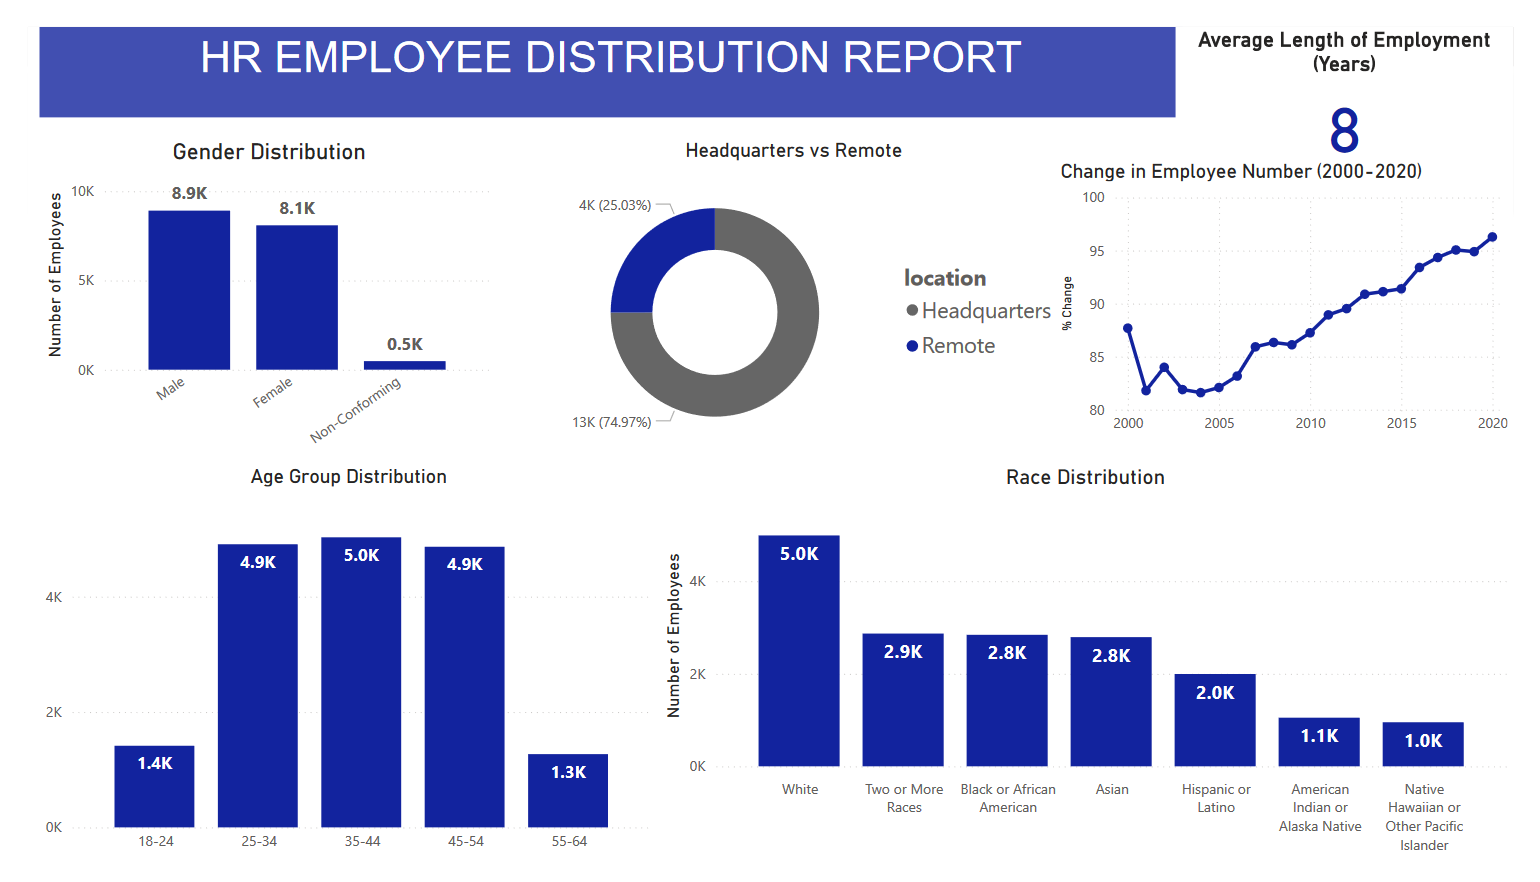 HR EMPLOYEE DISTRIBUTION REPORT
Average Length of Employment
(Years)
8
Gender Distribution
Number of Employees
10K
5K
0K
8.9K
8.1K
0.5K
Male
Female
Non-Conforming
Headquarters vs Remote
4K (25.03%)
13K (74.97%)
location
Headquarters
Remote
Change in Employee Number (2000-2020)
% Change
100
95
90
85
80
2000
2005
2010
2015
2020
Age Group Distribution
4K
2K
0K
1.4K
4.9K
5.0K
4.9K
1.3K
18-24
25-34
35-44
45-54
55-64
Race Distribution
Number of Employees
4K
2K
0K
5.0K
2.9K
2.8K
2.8K
2.0K
1.1K
1.0K
White
Two or More
Races
Black or African
American
Asian
Hispanic or
Latino
American
Indian or
Alaska Native
Native
Hawaiian or
Other Pacific
Islander